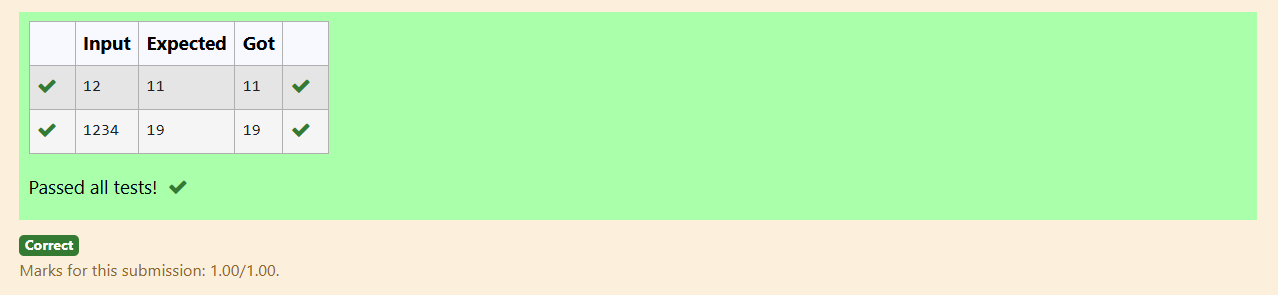 Input Expected Got
12 11 11
1234 19 19
Passed all tests!
Correct
Marks for this submission: 1.00/1.00.